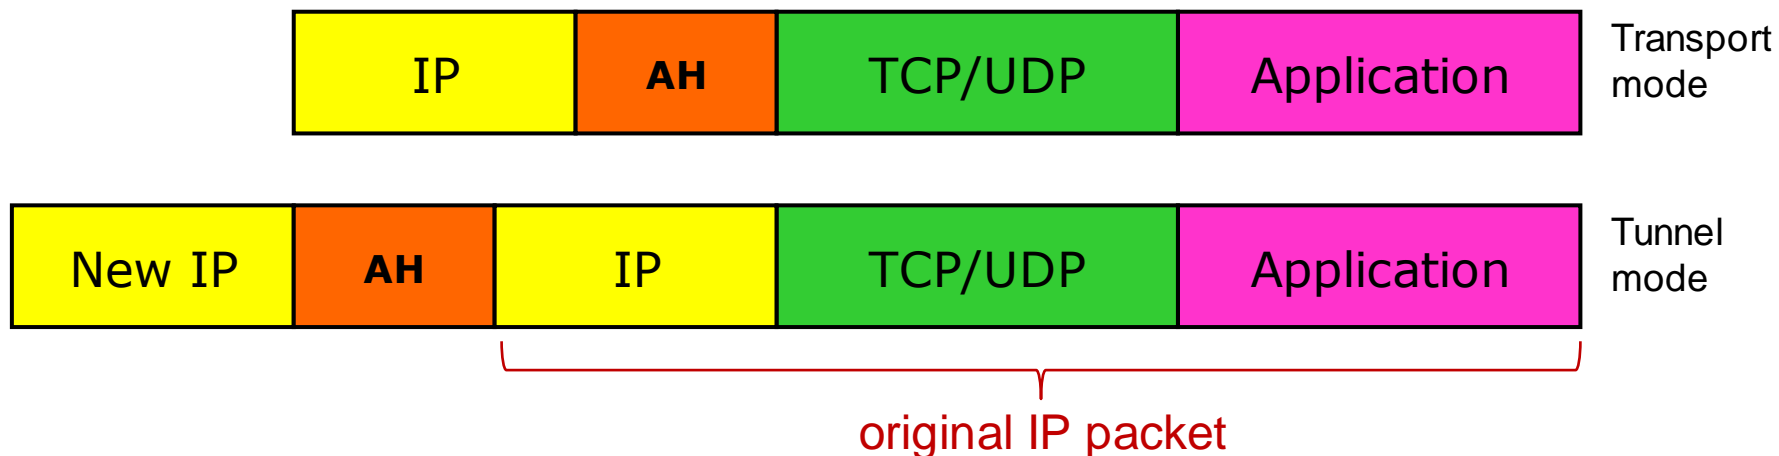 IP AH TCP/UDP Application Transport
mode
New IP AH IP TCP/UDP Application Tunnel
mode
original IP packet